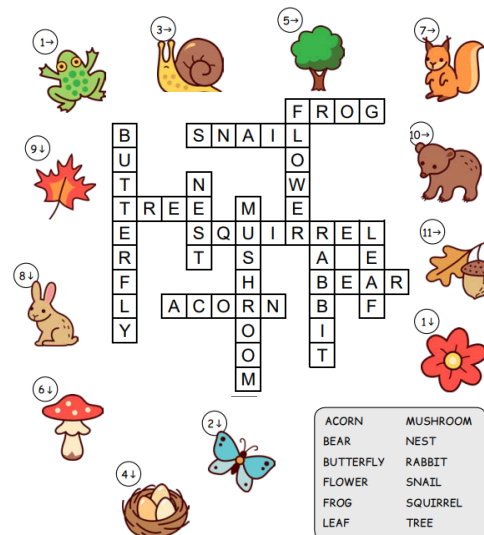 1→
3→
5→
7→
F R O G
B S N A I L
U O
9↓
10→
T N W
T R E E M E
E S Q U I R R E L
11→
R T S A E
8↓
F H B E A R
L A C O R N B F
1↓
Y O I
O T
M
6↓
2↓
4↓
ACORN MUSHROOM
BEAR NEST
BUTTERFLY RABBIT
FLOWER SNAIL
FROG SQUIRREL
LEAF TREE